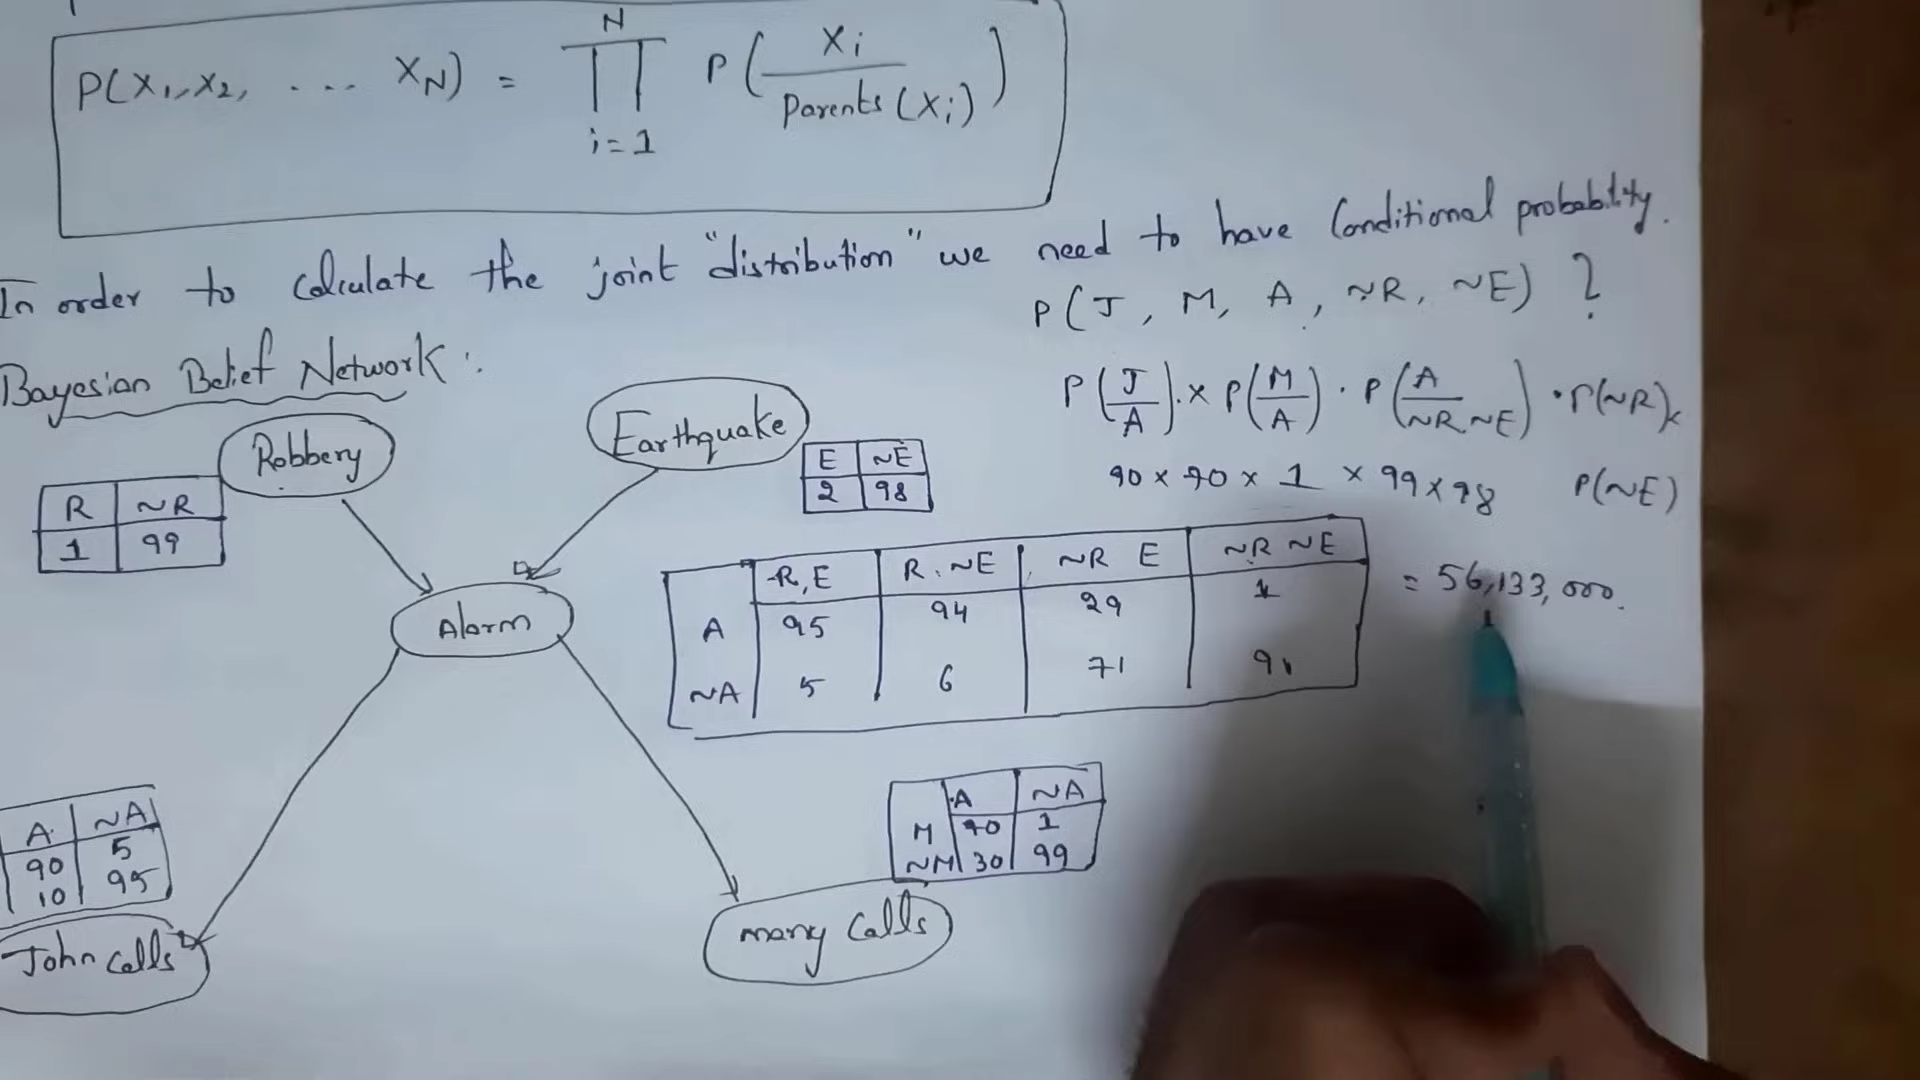 P(X1, X2, ... XN) = N ∏ i=1 P(Xi / Parents(Xi))
In order to calculate the joint "distribution" we need to have Conditional probability.
P(J, M, A, ~R, ~E) ?
Bayesian Belief Network:
P(J/A) . x P(M/A) . P(A/~R ~E) . P(~R) x
P(~E)
90 x 70 x 1 x 99 x 98
= 56,133,000.
Robbery
R ~R
1 99
Earthquake
E ~E
2 98
Alarm
R, E R. ~E ~R E ~R ~E
A 95 94 29 1
~A 5 6 71
A ~A
90 5
10 95
John calls
A ~A
M 70 1
~M 30 99
many calls